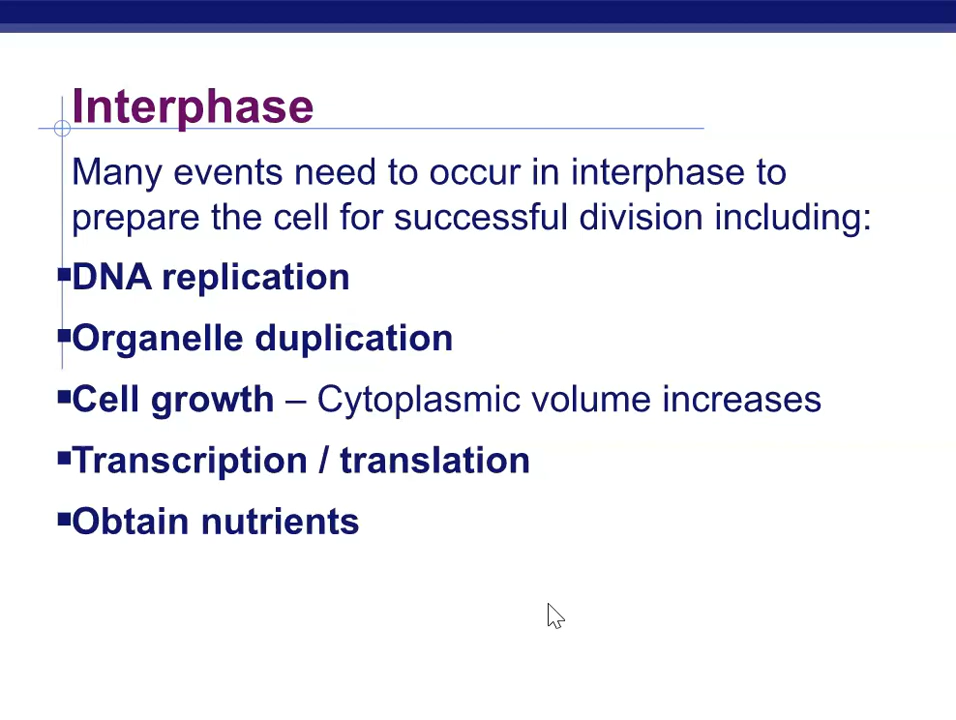 Interphase
Many events need to occur in interphase to
prepare the cell for successful division including:
DNA replication
Organelle duplication
Cell growth – Cytoplasmic volume increases
Transcription / translation
Obtain nutrients